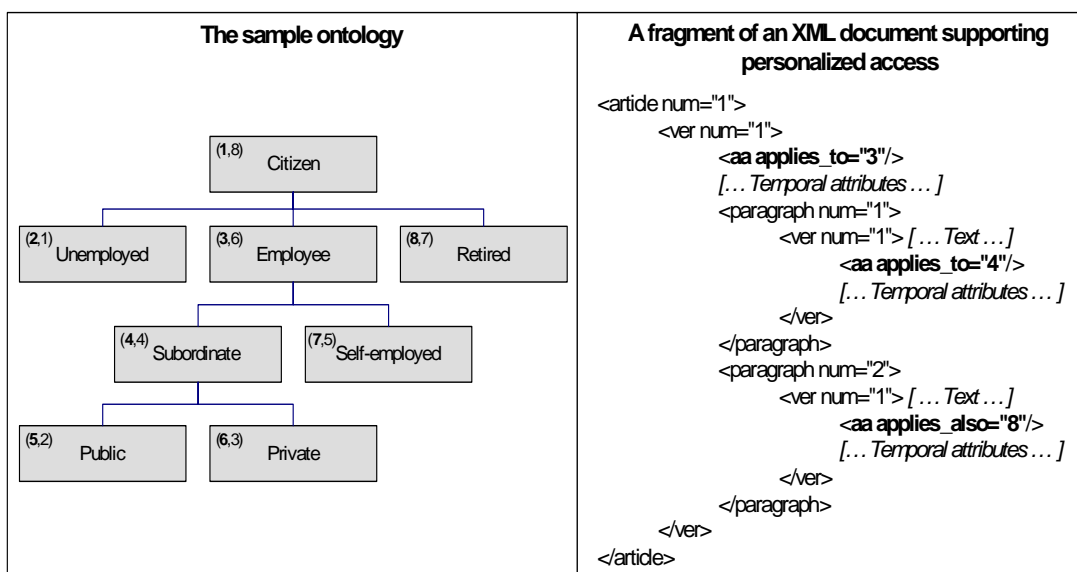 The sample ontology
(1,8)
Citizen
(2,1)
Unemployed
(3,6)
Employee
(8,7)
Retired
(4,4)
Subordinate
(7,5)
Self-employed
(5,2)
Public
(6,3)
Private
A fragment of an XML document supporting
personalized access
<article num="1">
<ver num="1">
<aa applies_to="3"/>
[… Temporal attributes … ]
<paragraph num="1">
<ver num="1"> [ … Text …]
<aa applies_to="4"/>
[… Temporal attributes … ]
</ver>
</paragraph>
<paragraph num="2">
<ver num="1"> [ … Text …]
<aa applies_also="8"/>
[… Temporal attributes … ]
</ver>
</paragraph>
</ver>
</article>